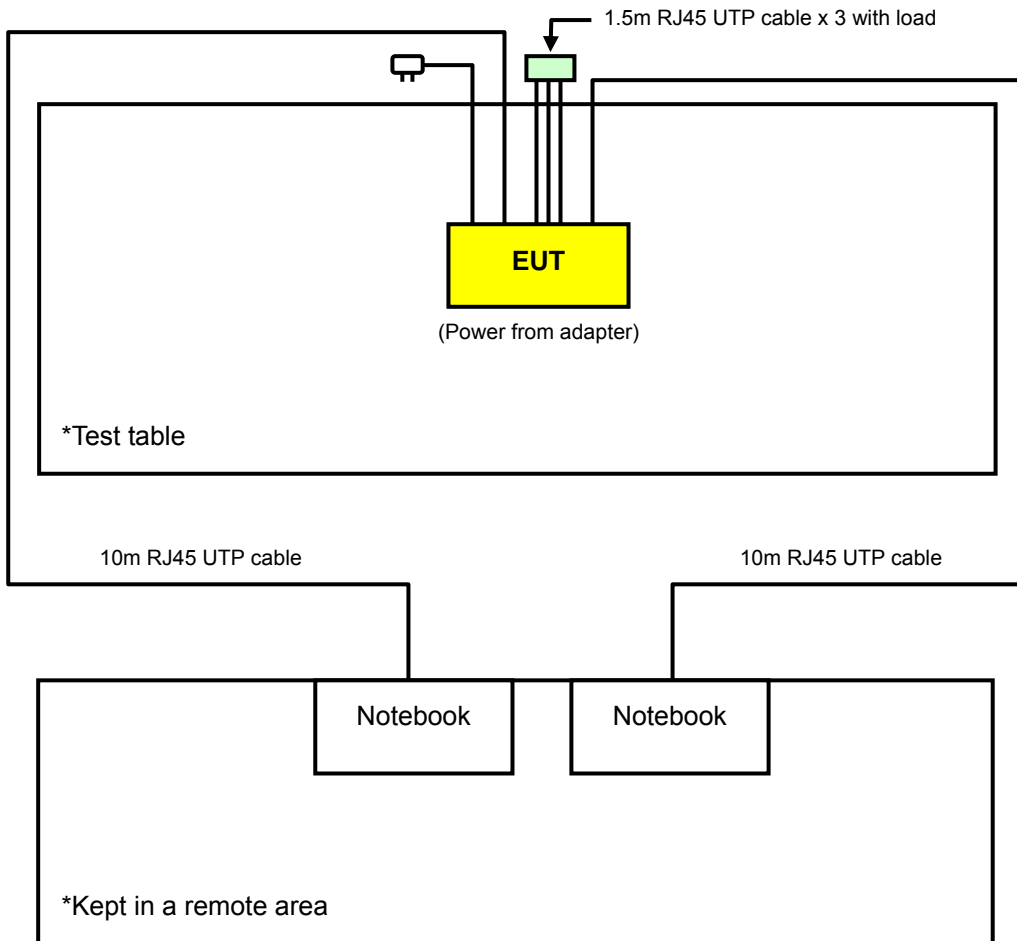 1.5m RJ45 UTP cable x 3 with load
EUT
(Power from adapter)
*Test table
10m RJ45 UTP cable
10m RJ45 UTP cable
Notebook
Notebook
*Kept in a remote area